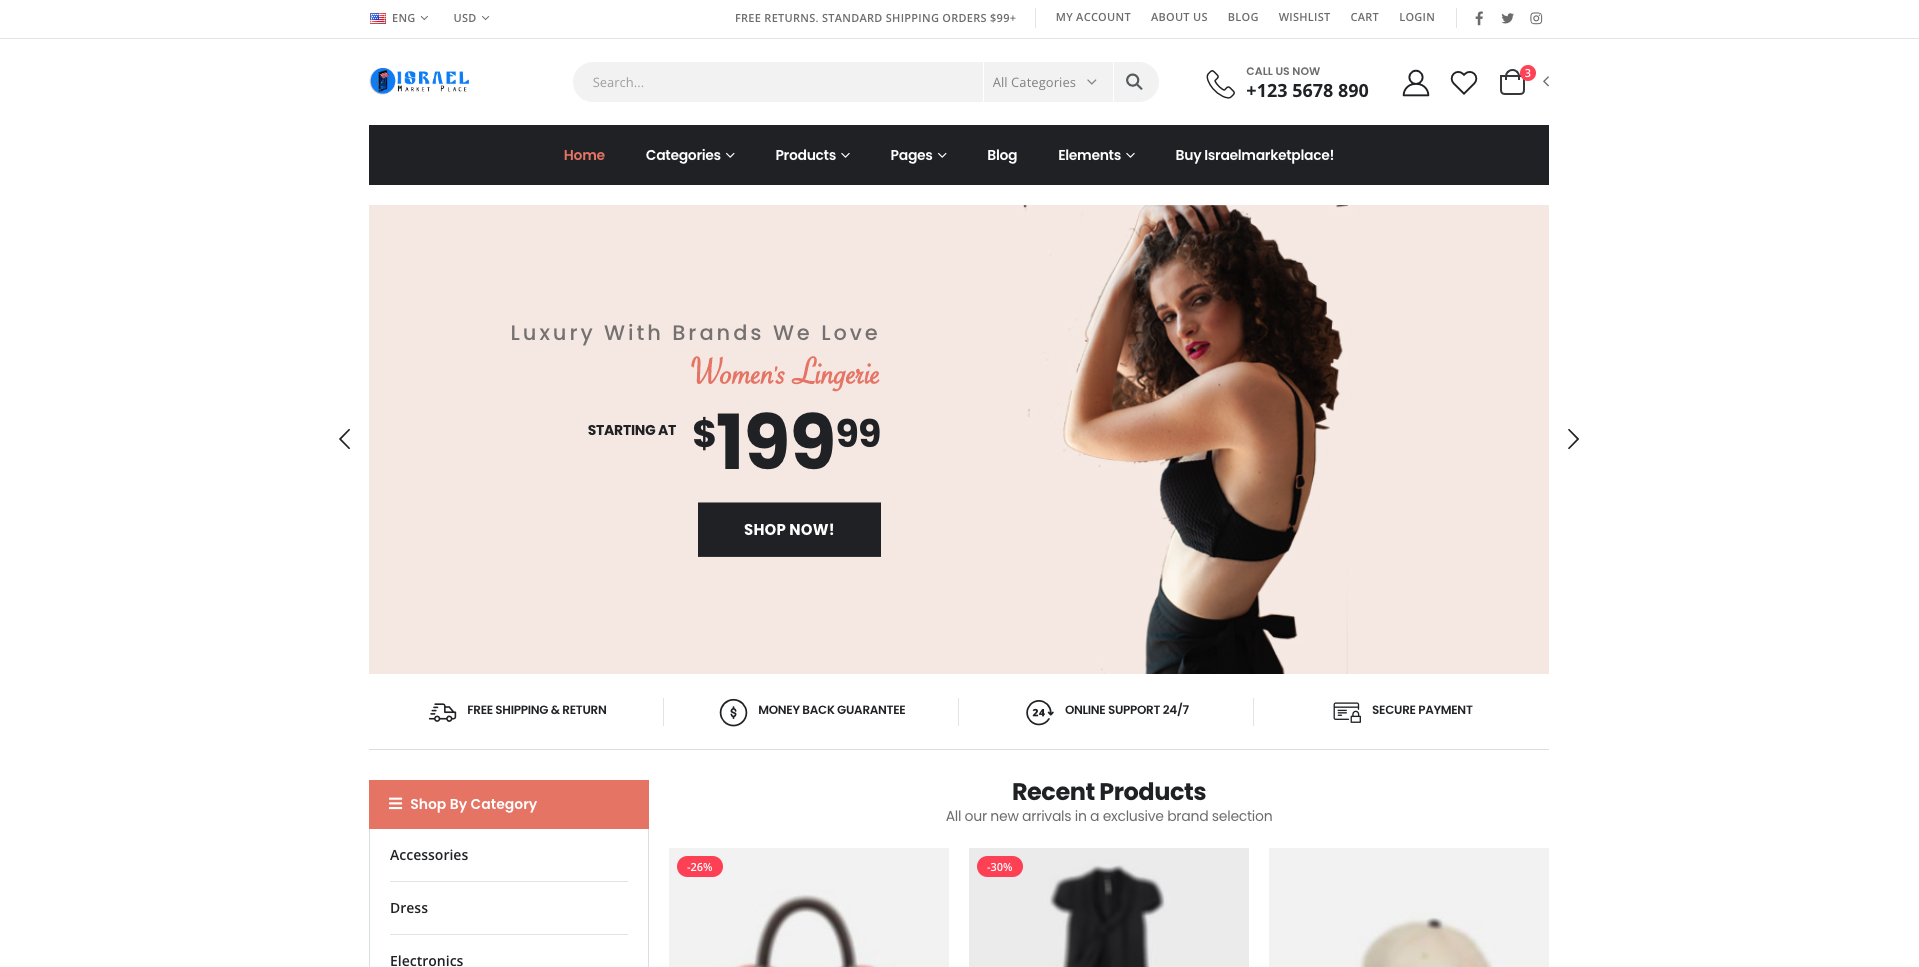 ENG USD FREE RETURNS. STANDARD SHIPPING ORDERS $99+ MY ACCOUNT ABOUT US BLOG WISHLIST CART LOGIN
ISRAEL
Market Place
Search...
All Categories
CALL US NOW
+123 5678 890
3
Home Categories Products Pages Blog Elements Buy Israelmarketplace!
Luxury With Brands We Love
Women's Lingerie
STARTING AT $19999
SHOP NOW!
FREE SHIPPING & RETURN
$ MONEY BACK GUARANTEE
24 ONLINE SUPPORT 24/7
SECURE PAYMENT
Shop By Category
Accessories
Dress
Electronics
Recent Products
All our new arrivals in a exclusive brand selection
-26%
-30%